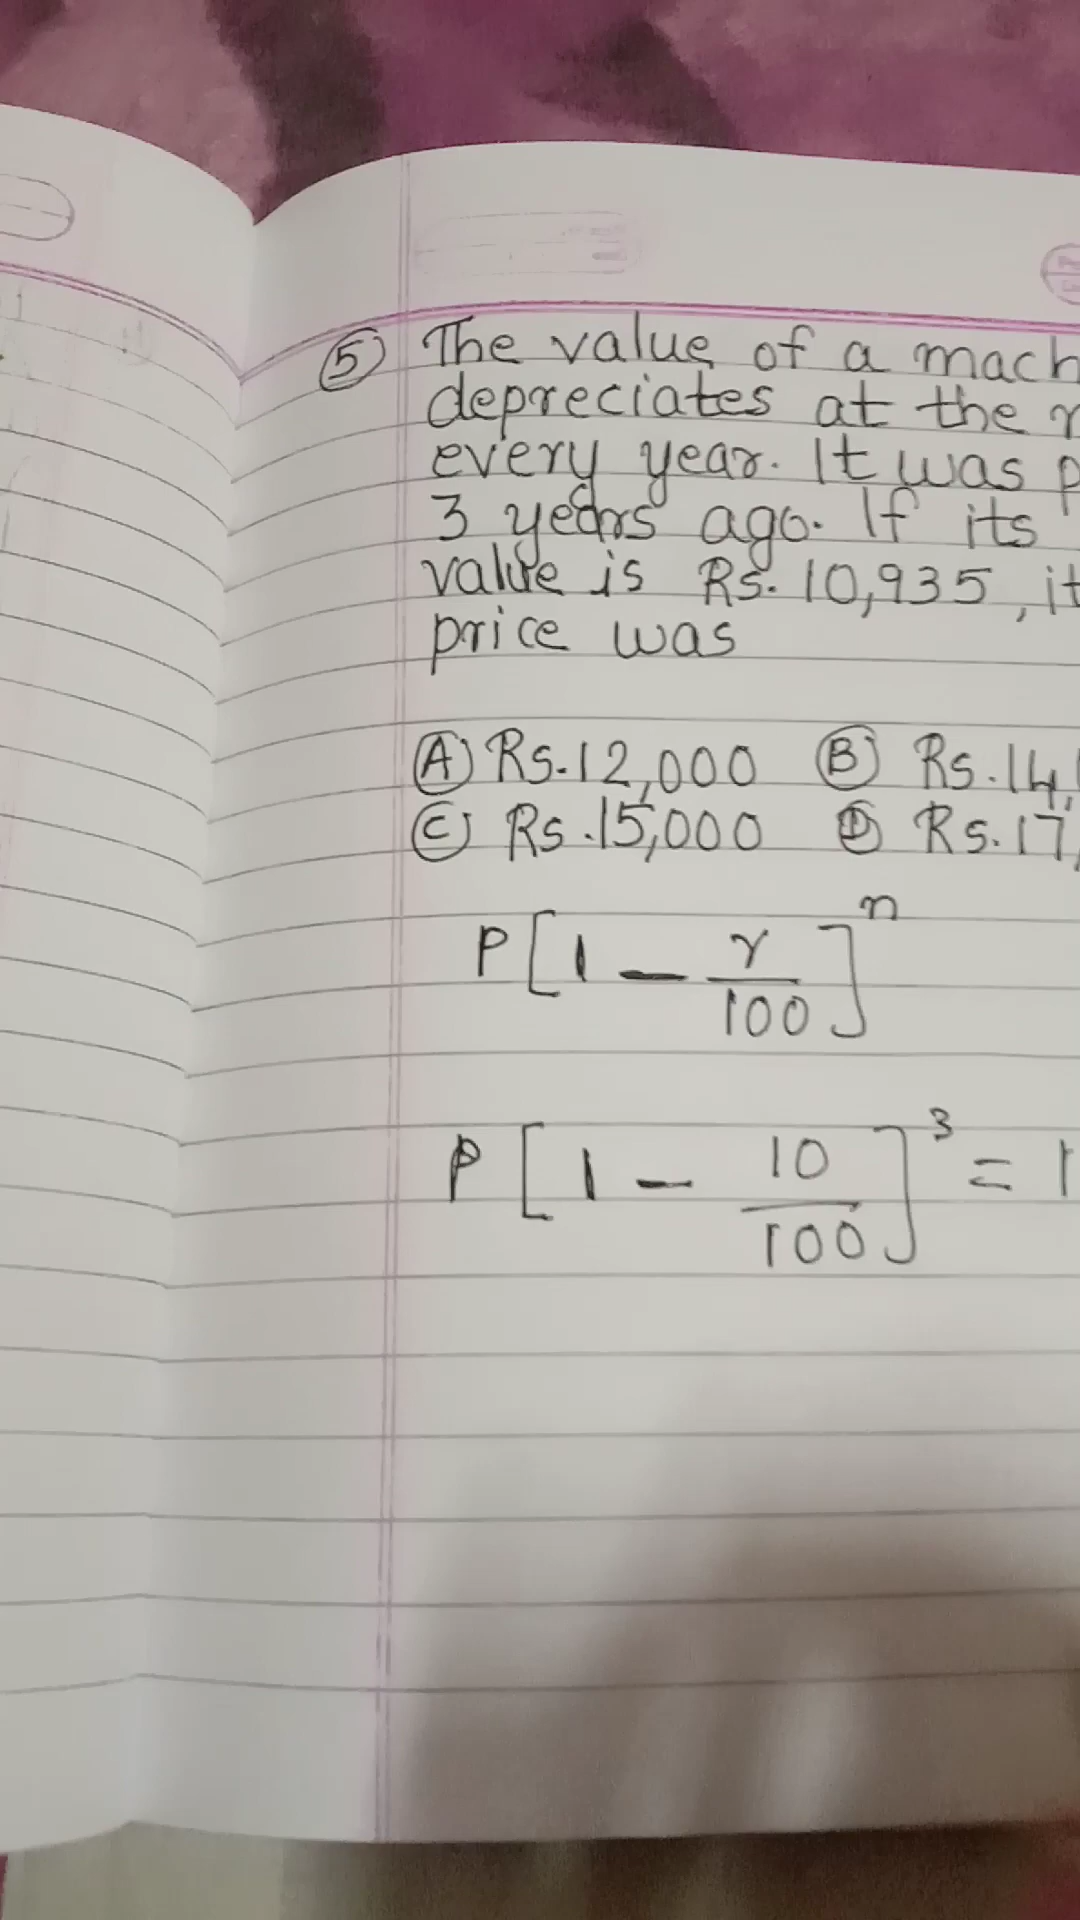 ⑤ The value of a mach
depreciates at the r
every year. It was p
3 years ago. If its
value is Rs. 10,935, it
price was
Ⓐ Rs.12,000 Ⓑ Rs.14,
Ⓒ Rs.15,000 Ⓓ Rs.17,
P[1 - r/100]^n
P[1 - 10/100]^3 = 1